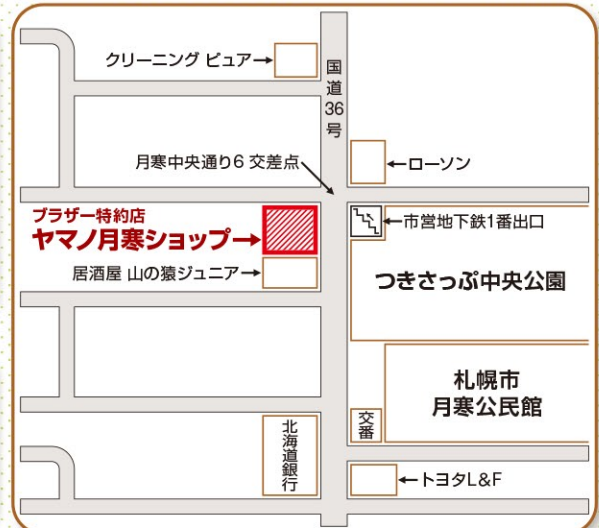 クリーニング ピュア→
国道36号
月寒中央通り6 交差点
←ローソン
ブラザー特約店
ヤマノ月寒ショップ→
←市営地下鉄1番出口
居酒屋 山の猿ジュニア→
つきさっぷ中央公園
札幌市
月寒公民館
交番
北海道銀行
←トヨタL&F